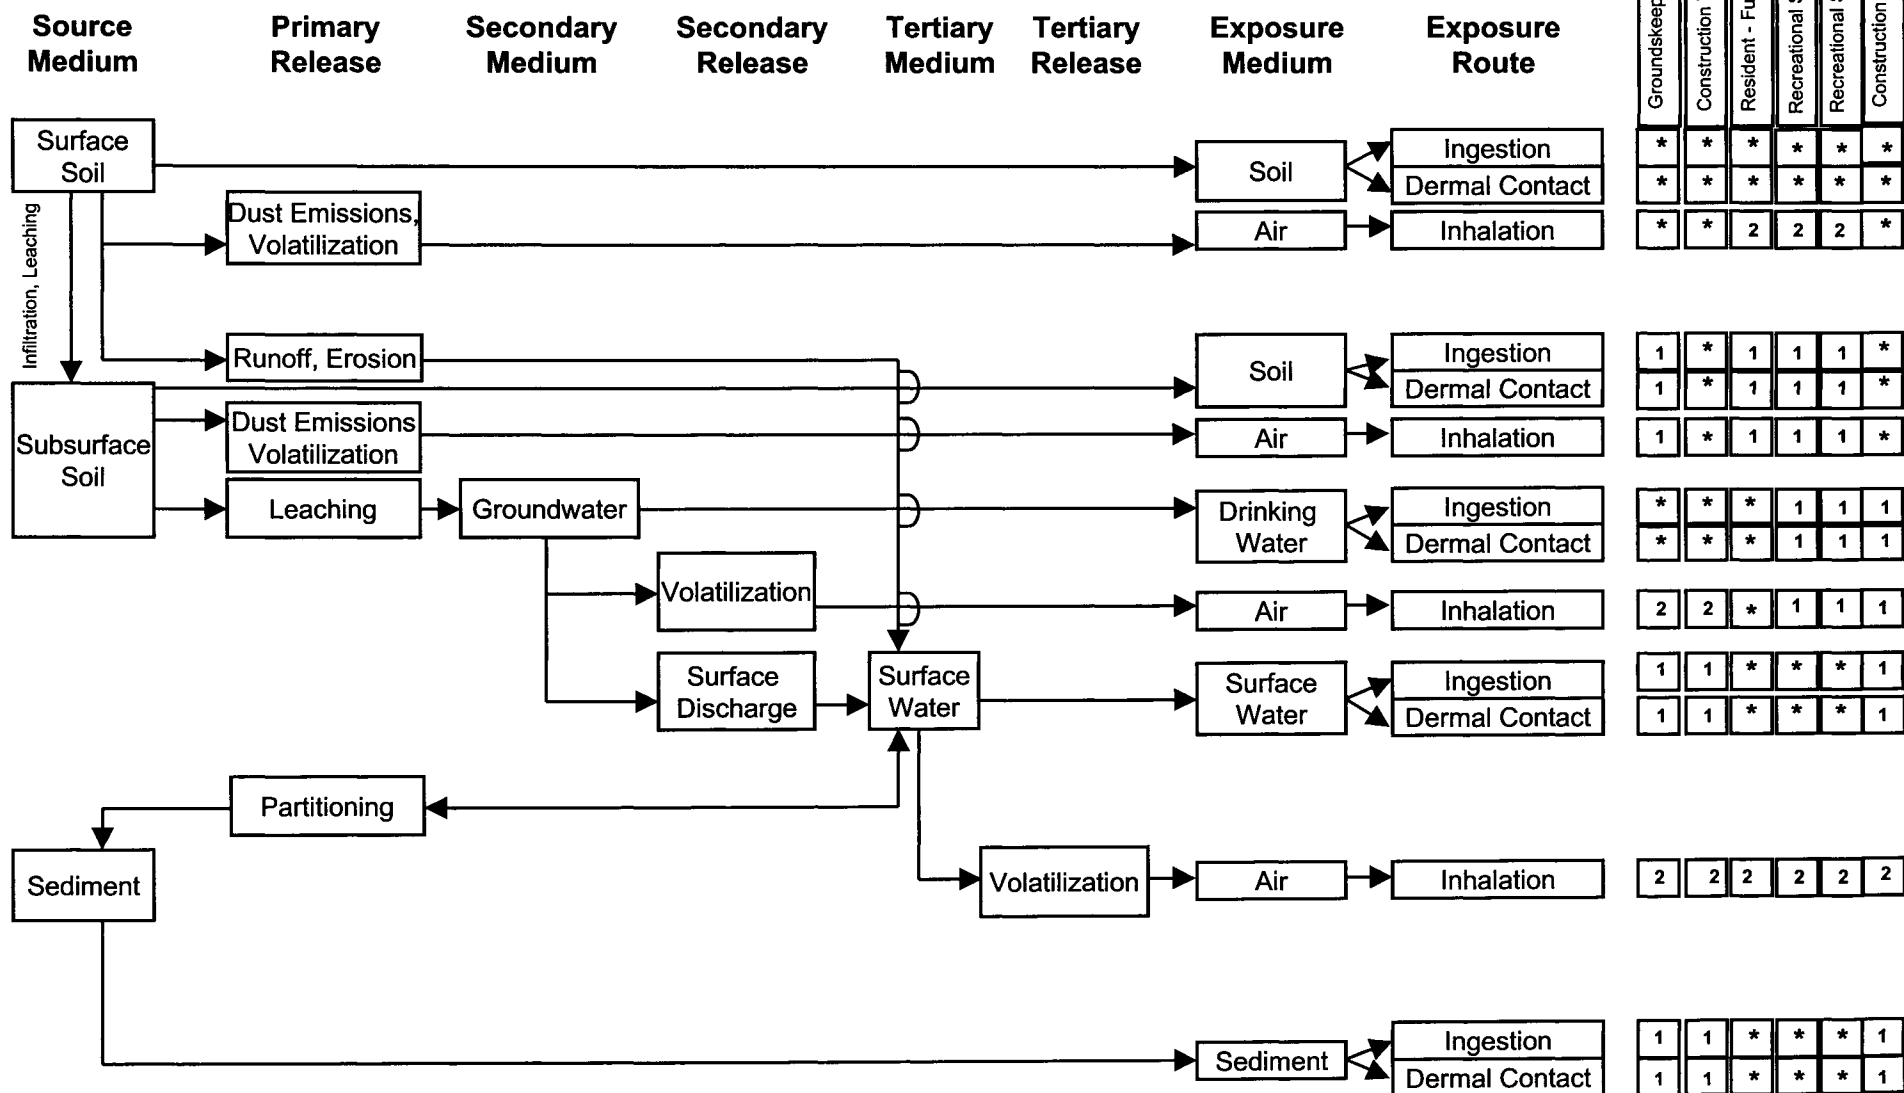 Source Medium
Primary Release
Secondary Medium
Secondary Release
Tertiary Medium
Tertiary Release
Exposure Medium
Exposure Route
Groundskeep
Construction
Resident - Fu
Recreational S
Recreational S
Construction
Surface
Soil
Soil
Ingestion
* * * * * *
Dermal Contact
* * * * * *
Infiltration, Leaching
Dust Emissions,
Volatilization
Air
Inhalation
* * 2 2 2 *
Runoff, Erosion
Soil
Ingestion
1 * 1 1 1 *
Dermal Contact
1 * 1 1 1 *
Subsurface
Soil
Dust Emissions
Volatilization
Air
Inhalation
1 * 1 1 1 *
Leaching
Groundwater
Drinking
Water
Ingestion
* * * 1 1 1
Dermal Contact
* * * 1 1 1
Volatilization
Air
Inhalation
2 2 * 1 1 1
Surface
Discharge
Surface
Water
Surface
Water
Ingestion
1 1 * * * 1
Dermal Contact
1 1 * * * 1
Partitioning
Sediment
Volatilization
Air
Inhalation
2 2 2 2 2 2
Sediment
Ingestion
1 1 * * * 1
Dermal Contact
1 1 * * * 1